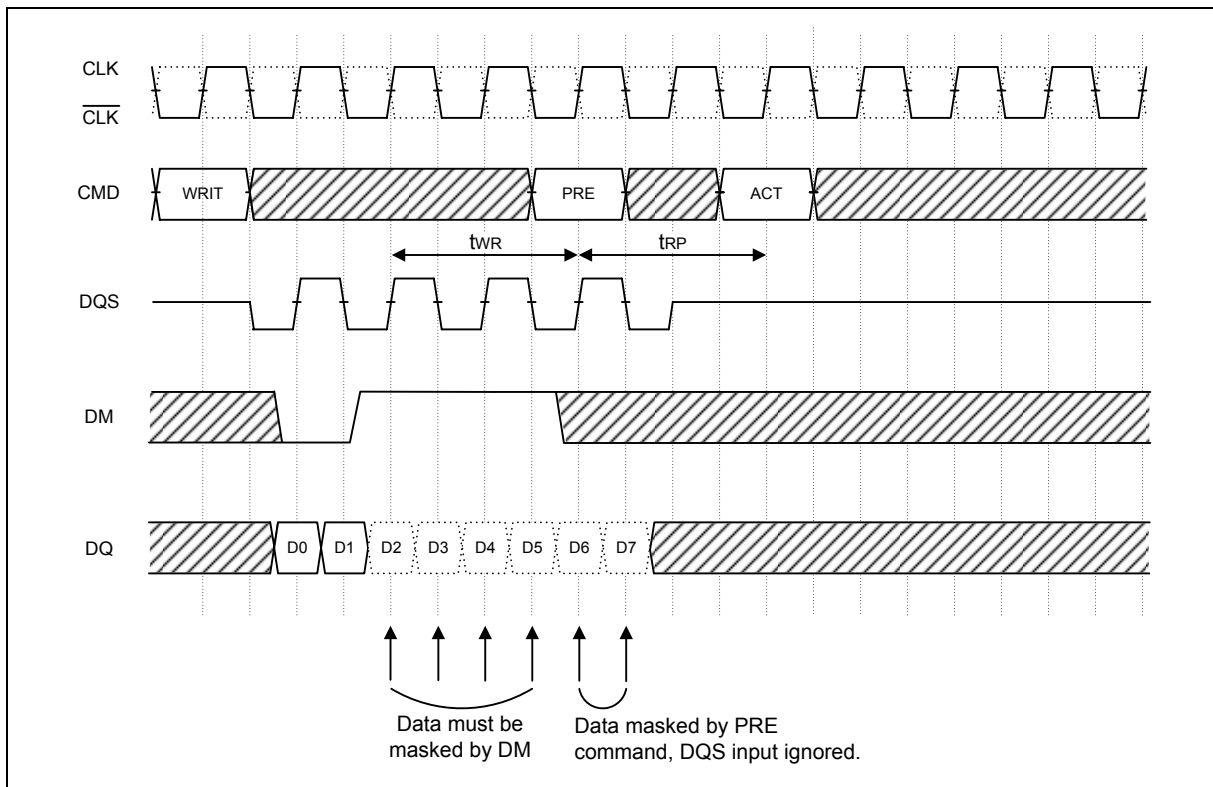 CLK
CLK
CMD
WRIT
PRE
ACT
tWR
tRP
DQS
DM
DQ
D0
D1
D2
D3
D4
D5
D6
D7
Data must be
masked by DM
Data masked by PRE
command, DQS input ignored.